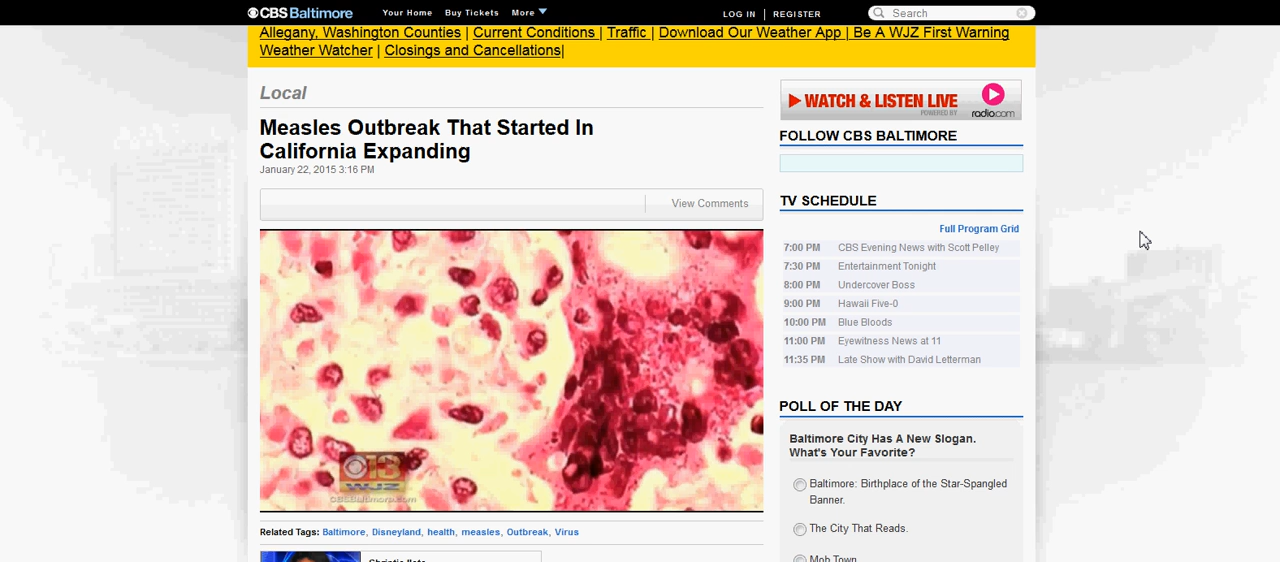 CBS Baltimore
Your Home Buy Tickets More
LOG IN | REGISTER
Search
Allegany, Washington Counties | Current Conditions | Traffic | Download Our Weather App | Be A WJZ First Warning
Weather Watcher | Closings and Cancellations|
Local
Measles Outbreak That Started In
California Expanding
January 22, 2015 3:16 PM
View Comments
13
WJZ
CBSBaltimore.com
Related Tags: Baltimore, Disneyland, health, measles, Outbreak, Virus
WATCH & LISTEN LIVE
POWERED BY
radio.com
FOLLOW CBS BALTIMORE
TV SCHEDULE
Full Program Grid
7:00 PM CBS Evening News with Scott Pelley
7:30 PM Entertainment Tonight
8:00 PM Undercover Boss
9:00 PM Hawaii Five-0
10:00 PM Blue Bloods
11:00 PM Eyewitness News at 11
11:35 PM Late Show with David Letterman
POLL OF THE DAY
Baltimore City Has A New Slogan.
What's Your Favorite?
Baltimore: Birthplace of the Star-Spangled
Banner.
The City That Reads.
Mob Town